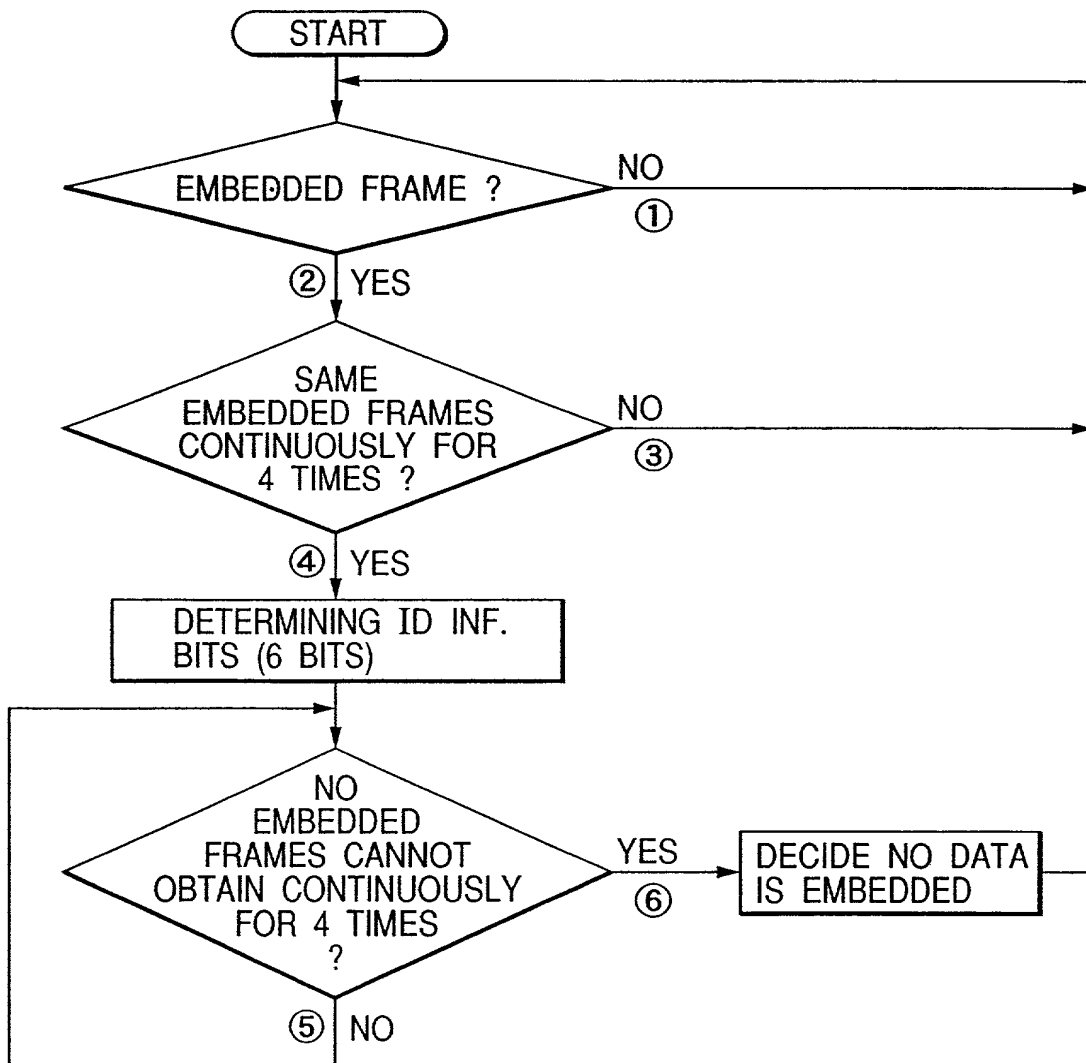 START
EMBEDDED FRAME ?
NO
①
② YES
SAME
EMBEDDED FRAMES
CONTINUOUSLY FOR
4 TIMES ?
NO
③
④ YES
DETERMINING ID INF.
BITS (6 BITS)
NO
EMBEDDED
FRAMES CANNOT
OBTAIN CONTINUOUSLY
FOR 4 TIMES
?
YES
⑥
DECIDE NO DATA
IS EMBEDDED
⑤ NO